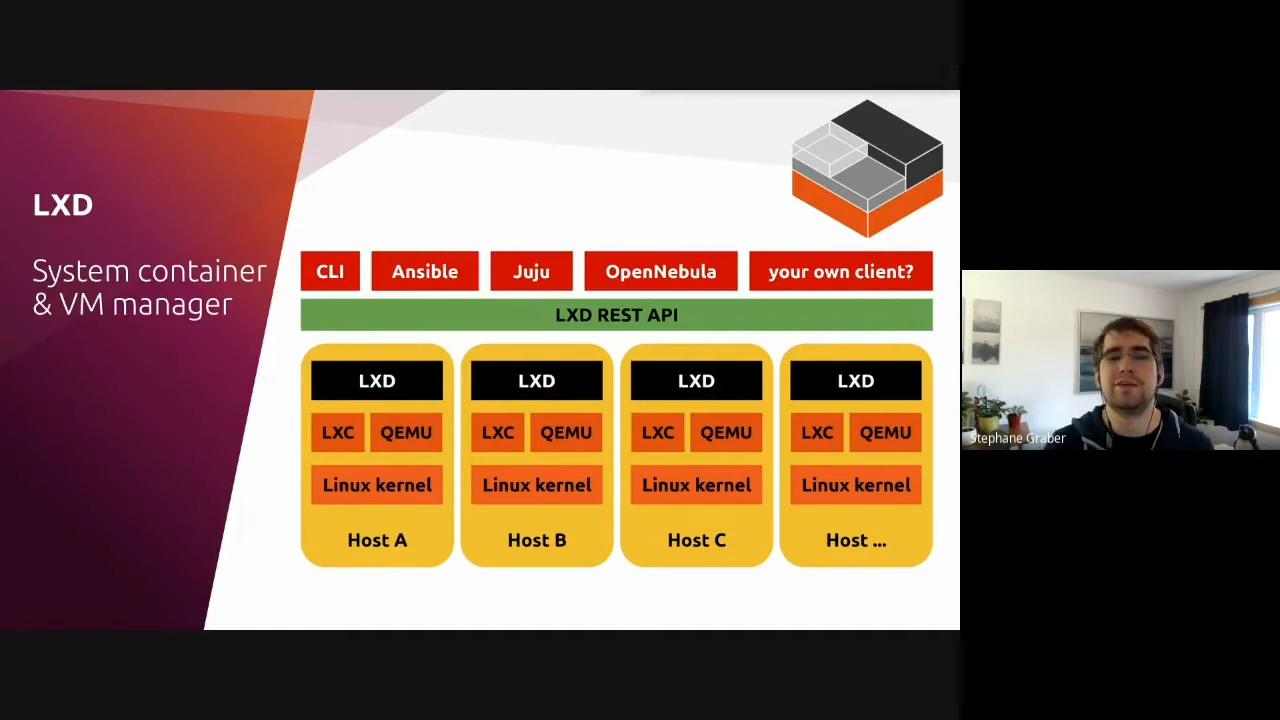 LXD
System container
& VM manager
CLI
Ansible
Juju
OpenNebula
your own client?
LXD REST API
LXD
LXC
QEMU
Linux kernel
Host A
LXD
LXC
QEMU
Linux kernel
Host B
LXD
LXC
QEMU
Linux kernel
Host C
LXD
LXC
QEMU
Linux kernel
Host ...
Stephane Graber